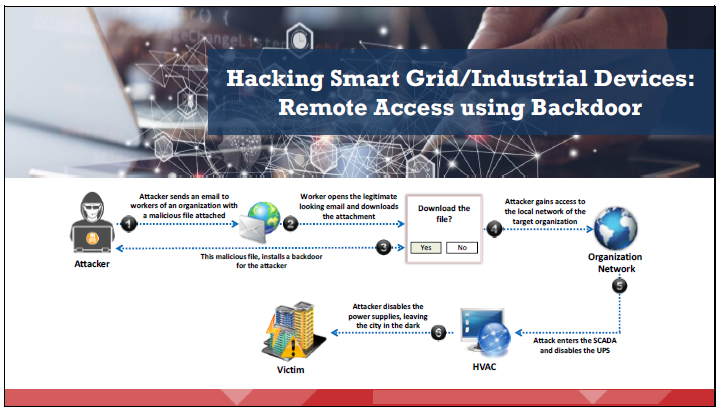 Hacking Smart Grid/Industrial Devices:
Remote Access using Backdoor
Attacker sends an email to
workers of an organization with
a malicious file attached
1
Worker opens the legitimate
looking email and downloads
the attachment
2
Download the
file?
Yes
No
Attacker gains access to
the local network of the
target organization
4
3
This malicious file, installs a backdoor
for the attacker
Attacker
Organization
Network
5
Attacker disables the
power supplies, leaving
the city in the dark
6
Attack enters the SCADA
and disables the UPS
HVAC
Victim